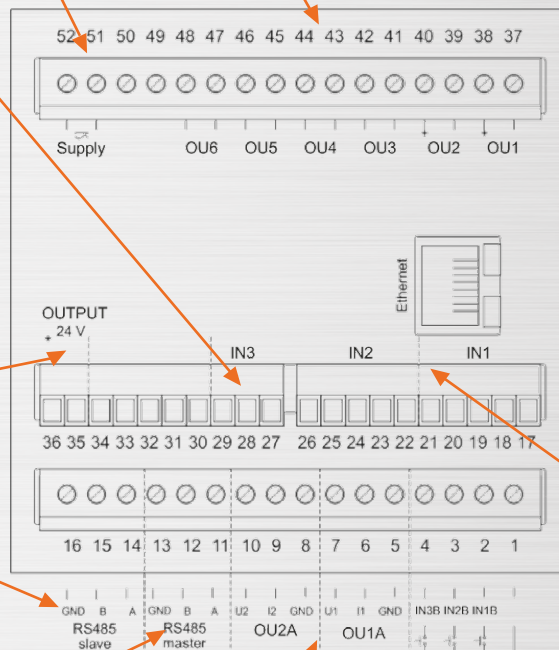 52 51 50 49 48 47 46 45 44 43 42 41 40 39 38 37
+ +
Supply OU6 OU5 OU4 OU3 OU2 OU1
Ethernet
OUTPUT
+ 24 V
IN3 IN2 IN1
36 35 34 33 32 31 30 29 28 27 26 25 24 23 22 21 20 19 18 17
16 15 14 13 12 11 10 9 8 7 6 5 4 3 2 1
GND B A GND B A U2 I2 GND U1 I1 GND IN3B IN2B IN1B
RS485 RS485 OU2A OU1A
slave master